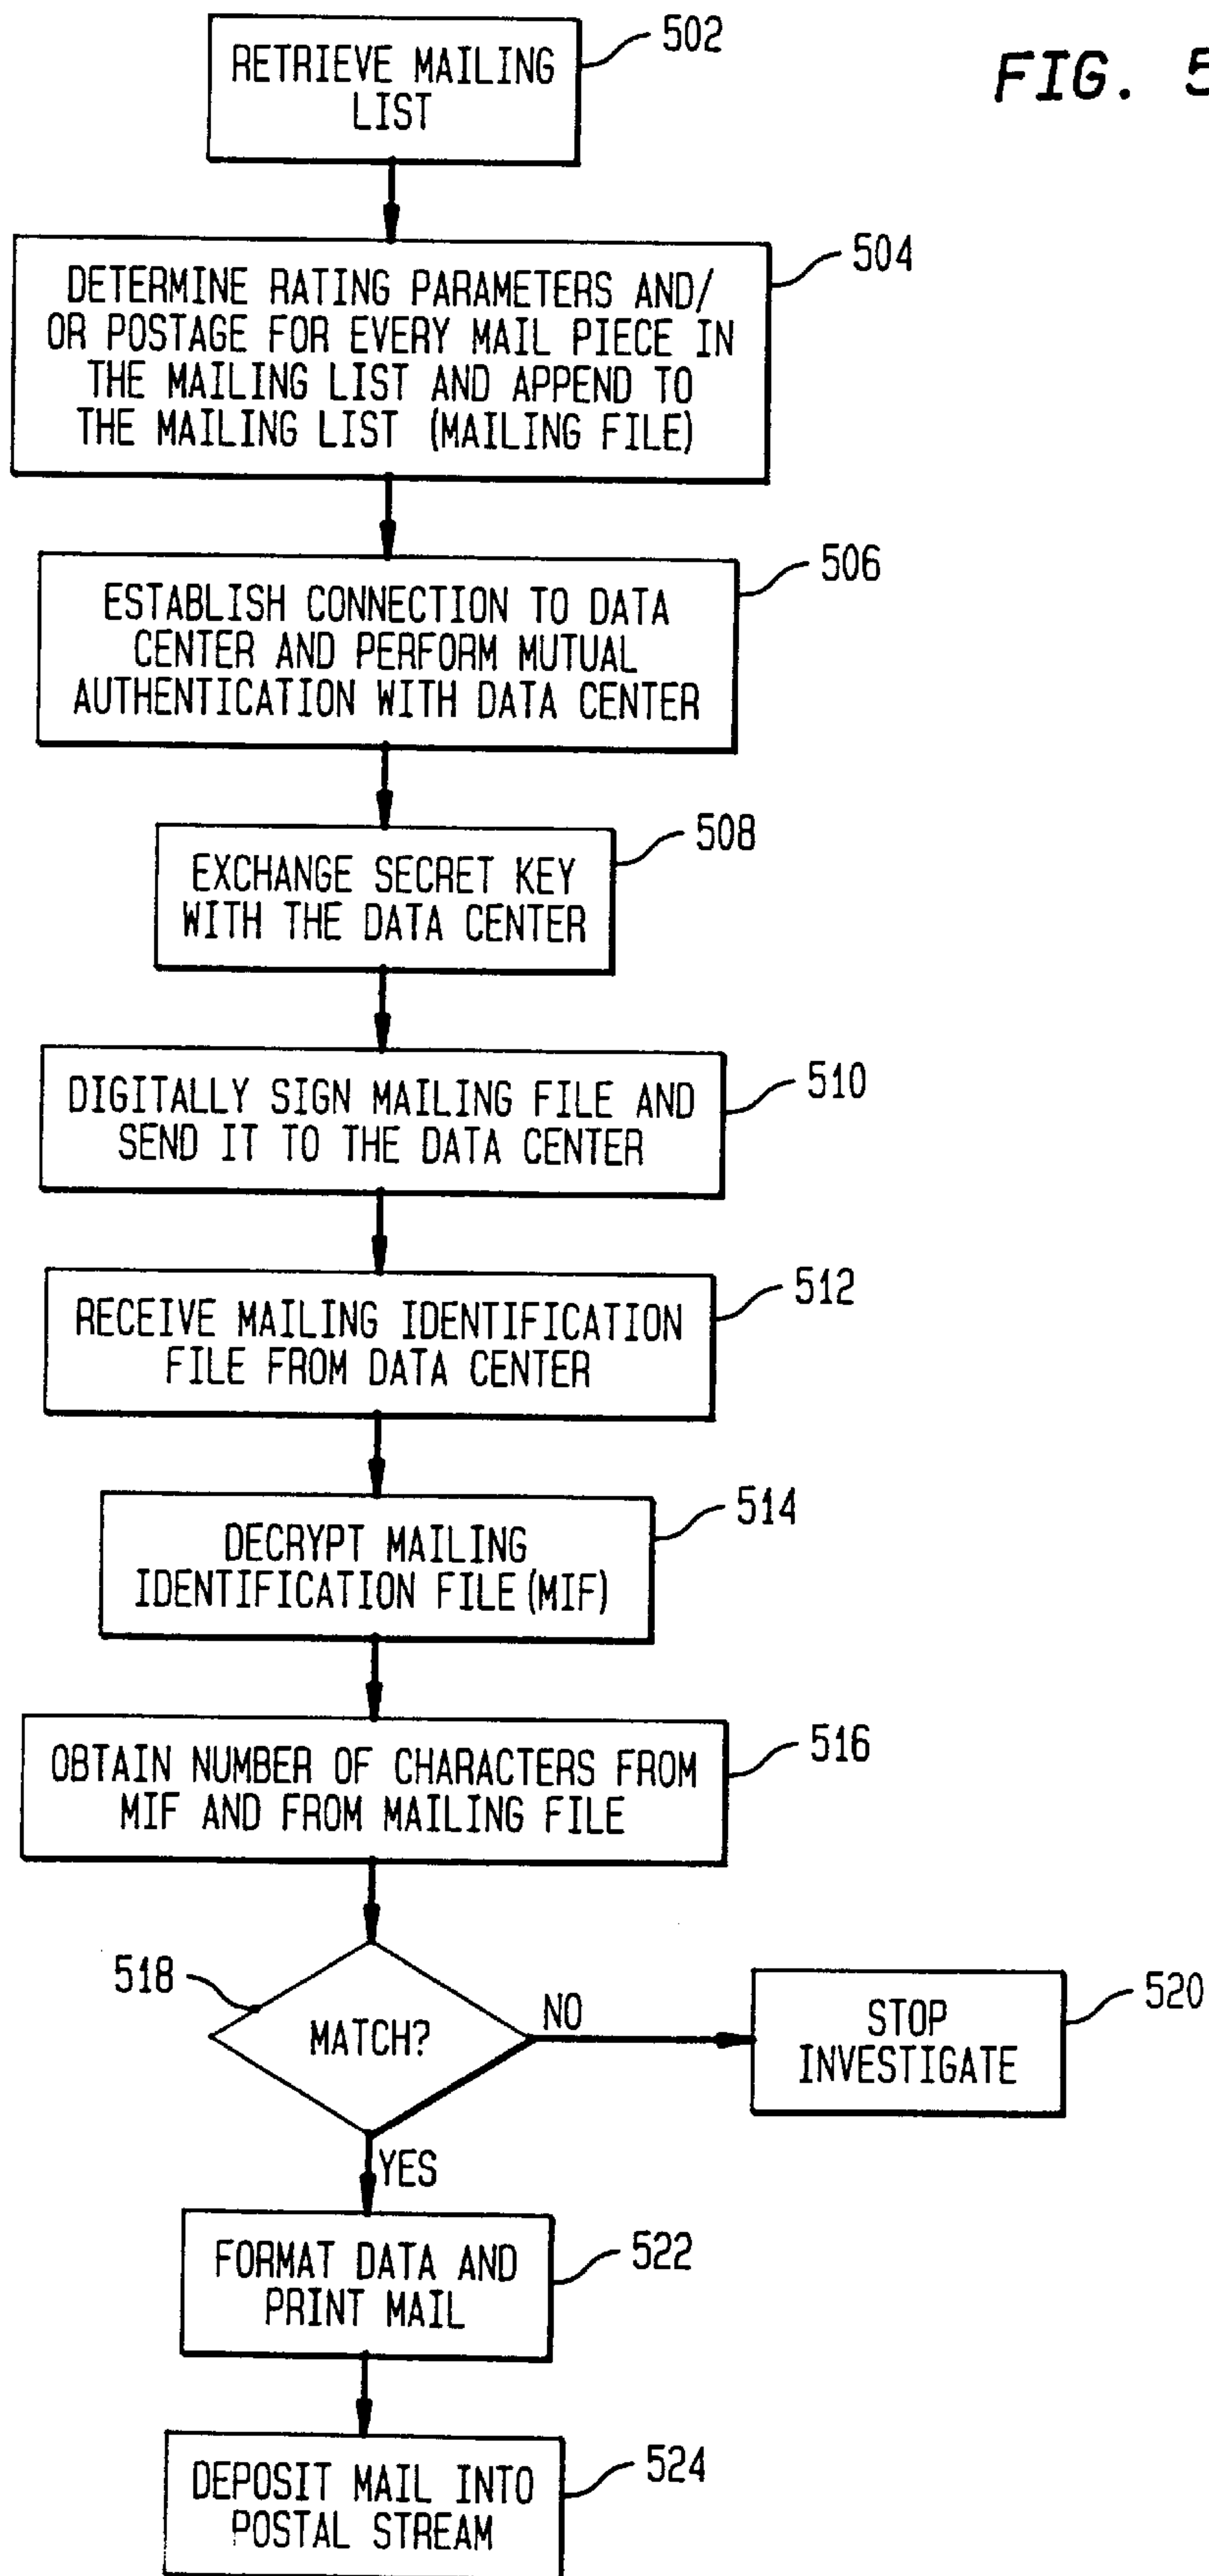 FIG. 5
RETRIEVE MAILING
LIST
502
DETERMINE RATING PARAMETERS AND/
OR POSTAGE FOR EVERY MAIL PIECE IN
THE MAILING LIST AND APPEND TO
THE MAILING LIST (MAILING FILE)
504
ESTABLISH CONNECTION TO DATA
CENTER AND PERFORM MUTUAL
AUTHENTICATION WITH DATA CENTER
506
EXCHANGE SECRET KEY
WITH THE DATA CENTER
508
DIGITALLY SIGN MAILING FILE AND
SEND IT TO THE DATA CENTER
510
RECEIVE MAILING IDENTIFICATION
FILE FROM DATA CENTER
512
DECRYPT MAILING
IDENTIFICATION FILE (MIF)
514
OBTAIN NUMBER OF CHARACTERS FROM
MIF AND FROM MAILING FILE
516
518
MATCH?
NO
STOP
INVESTIGATE
520
YES
FORMAT DATA AND
PRINT MAIL
522
DEPOSIT MAIL INTO
POSTAL STREAM
524